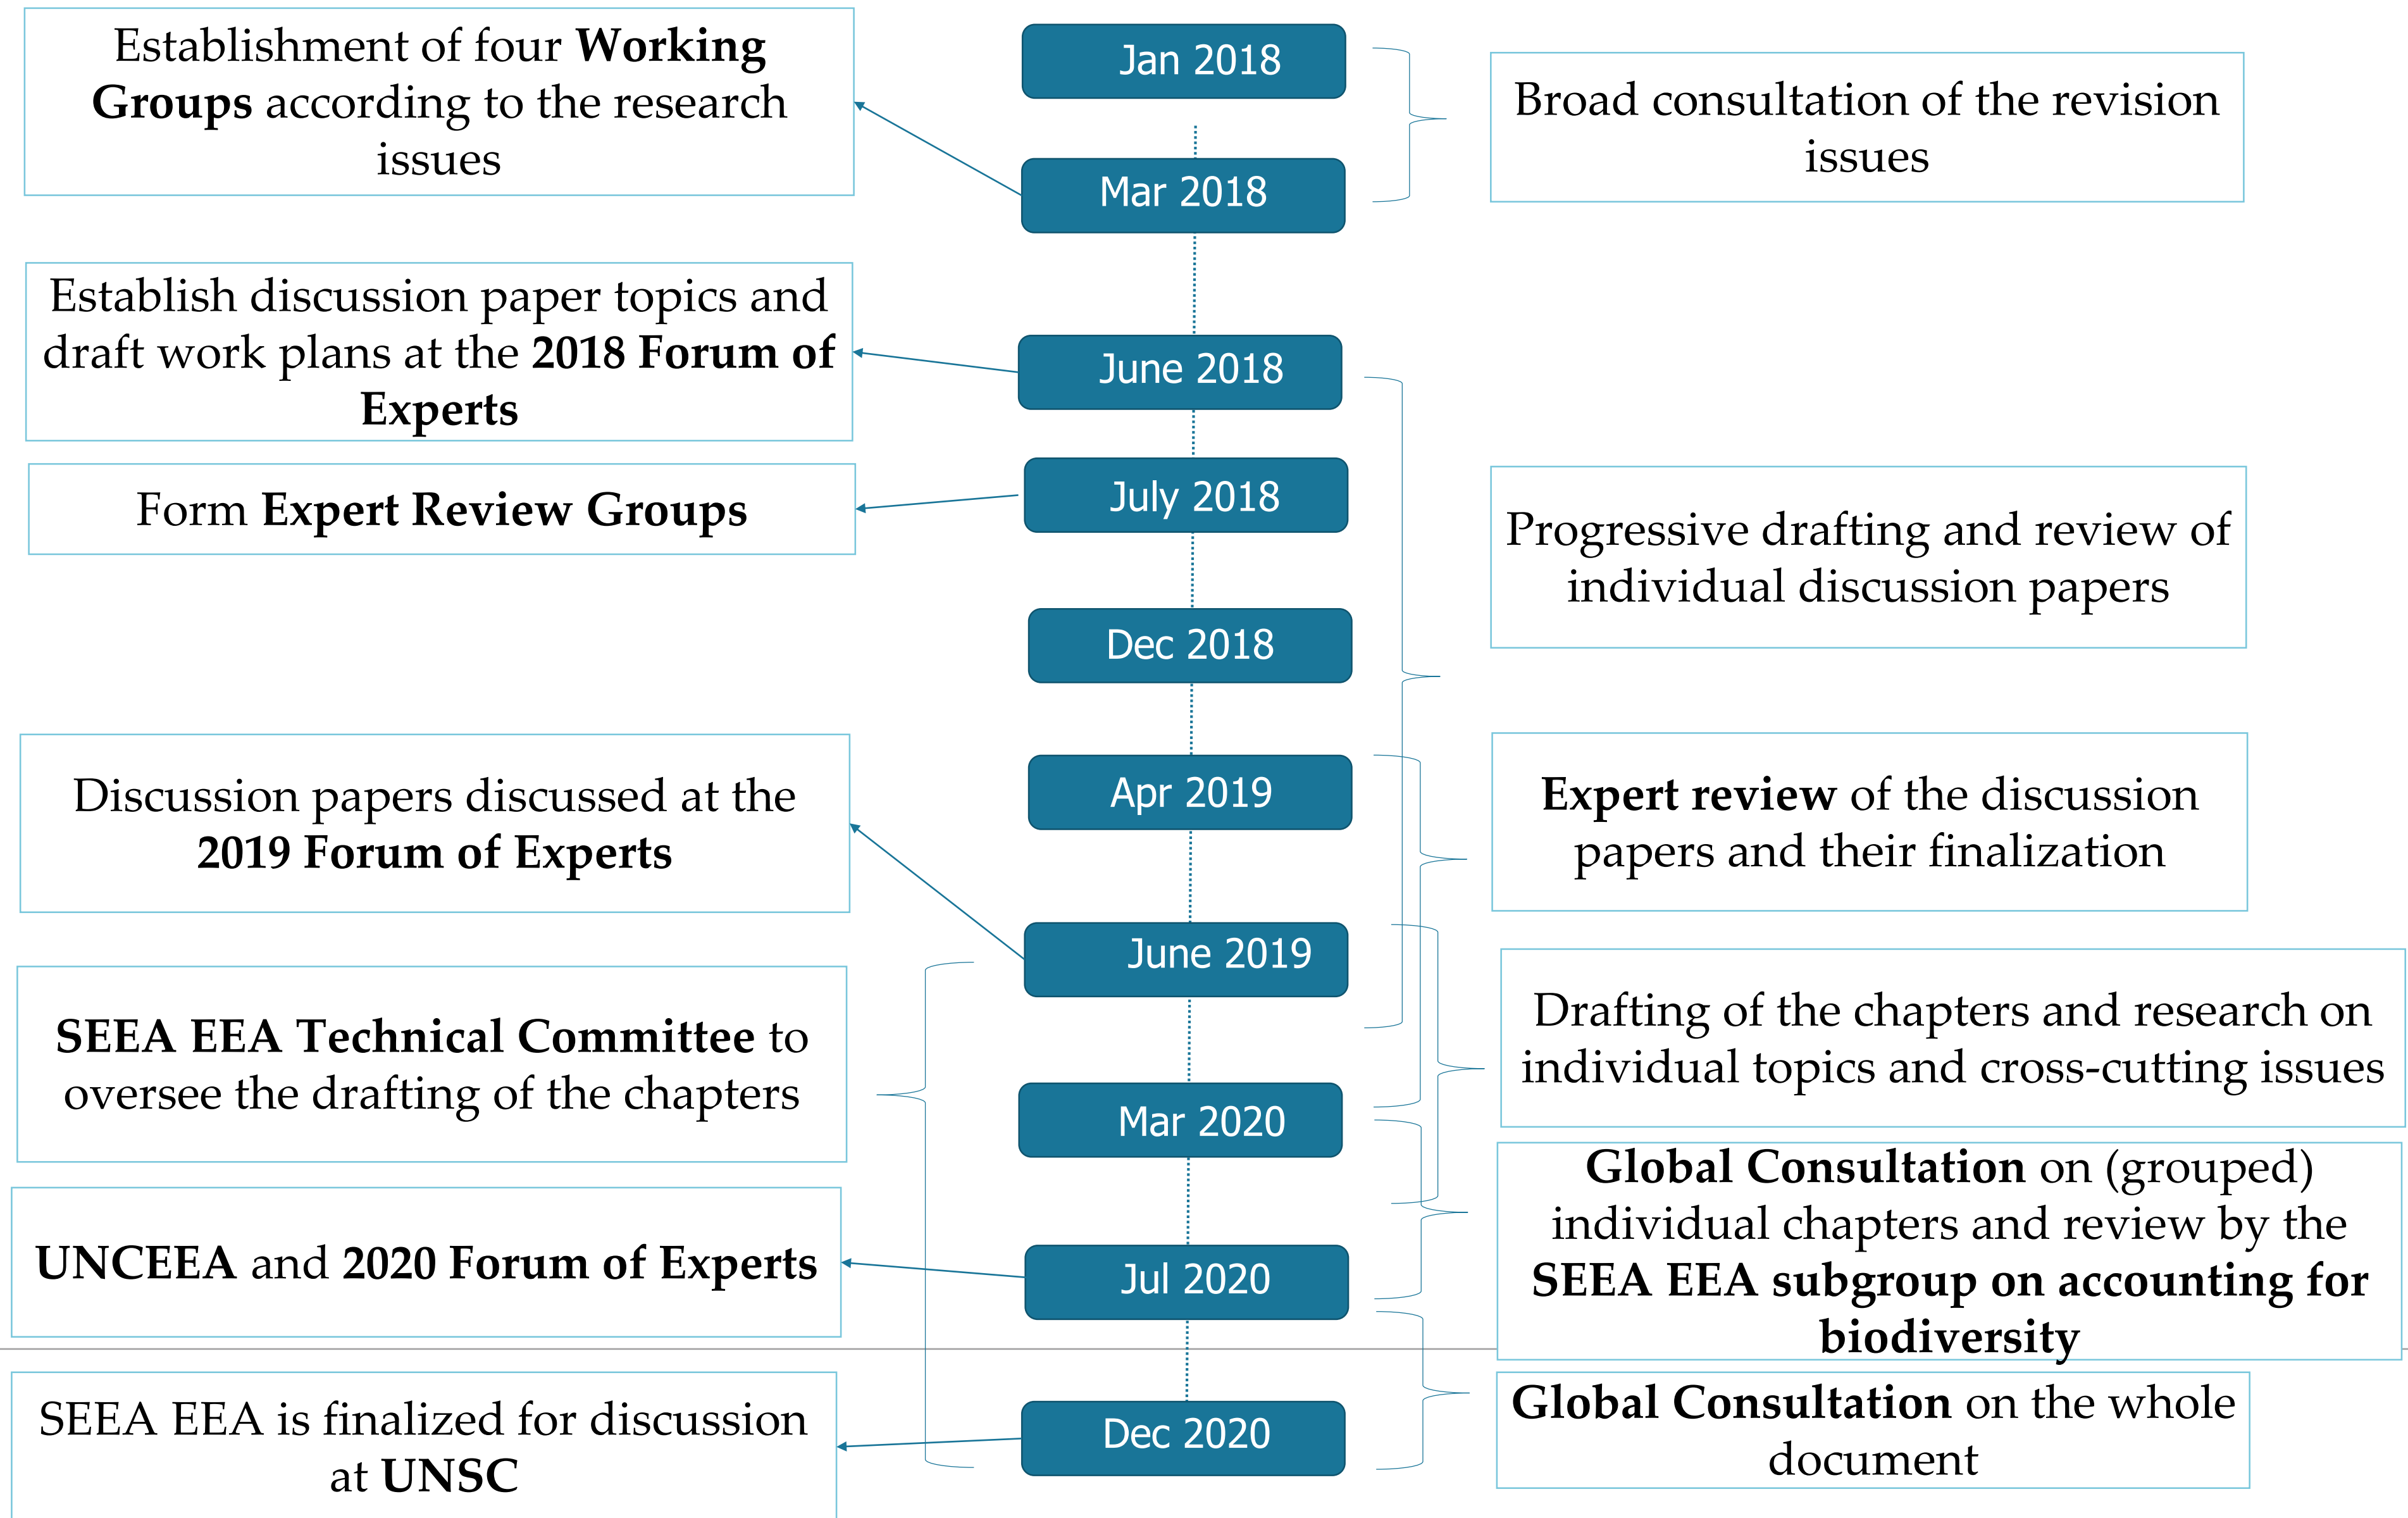 Establishment of four Working
Groups according to the research
issues
Jan 2018
Broad consultation of the revision
issues
Mar 2018
Establish discussion paper topics and
draft work plans at the 2018 Forum of
Experts
June 2018
Form Expert Review Groups
July 2018
Progressive drafting and review of
individual discussion papers
Dec 2018
Discussion papers discussed at the
2019 Forum of Experts
Apr 2019
Expert review of the discussion
papers and their finalization
June 2019
SEEA EEA Technical Committee to
oversee the drafting of the chapters
Drafting of the chapters and research on
individual topics and cross-cutting issues
Mar 2020
Global Consultation on (grouped)
individual chapters and review by the
SEEA EEA subgroup on accounting for
biodiversity
UNCEEA and 2020 Forum of Experts
Jul 2020
SEEA EEA is finalized for discussion
at UNSC
Dec 2020
Global Consultation on the whole
document